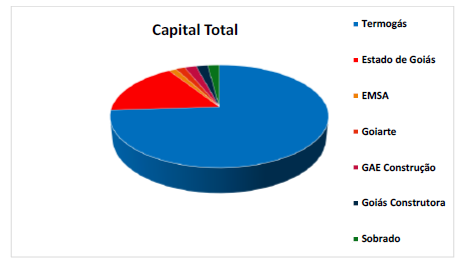 Capital Total
Termogás
Estado de Goiás
EMSA
Goiarte
GAE Construção
Goiás Construtora
Sobrado